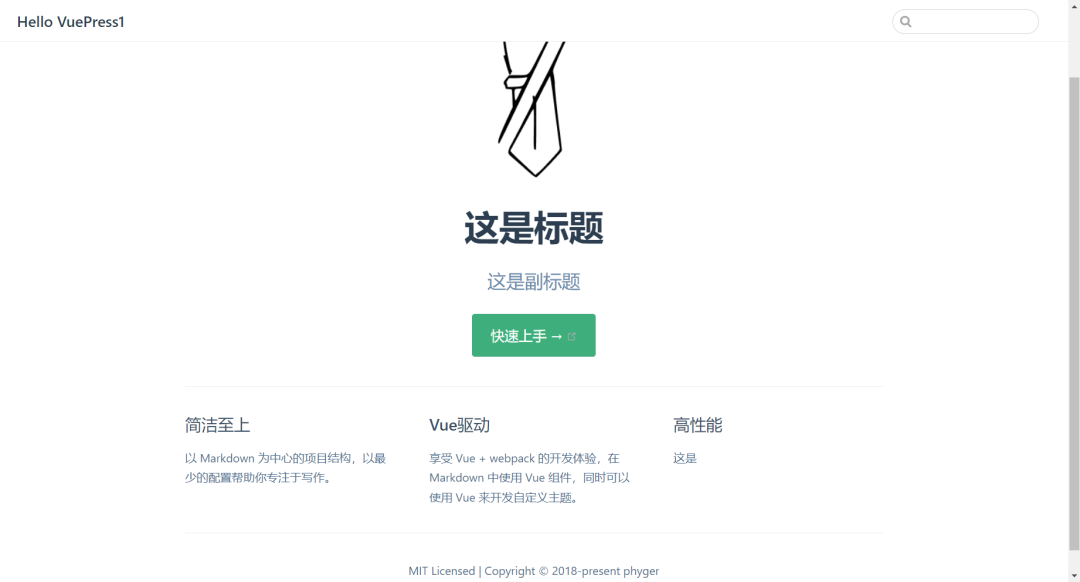 Hello VuePress1
这是标题
这是副标题
快速上手 →
简洁至上
以 Markdown 为中心的项目结构，以最
少的配置帮助你专注于写作。
Vue驱动
享受 Vue + webpack 的开发体验，在
Markdown 中使用 Vue 组件，同时可以
使用 Vue 来开发自定义主题。
高性能
这是
MIT Licensed | Copyright © 2018-present phyger